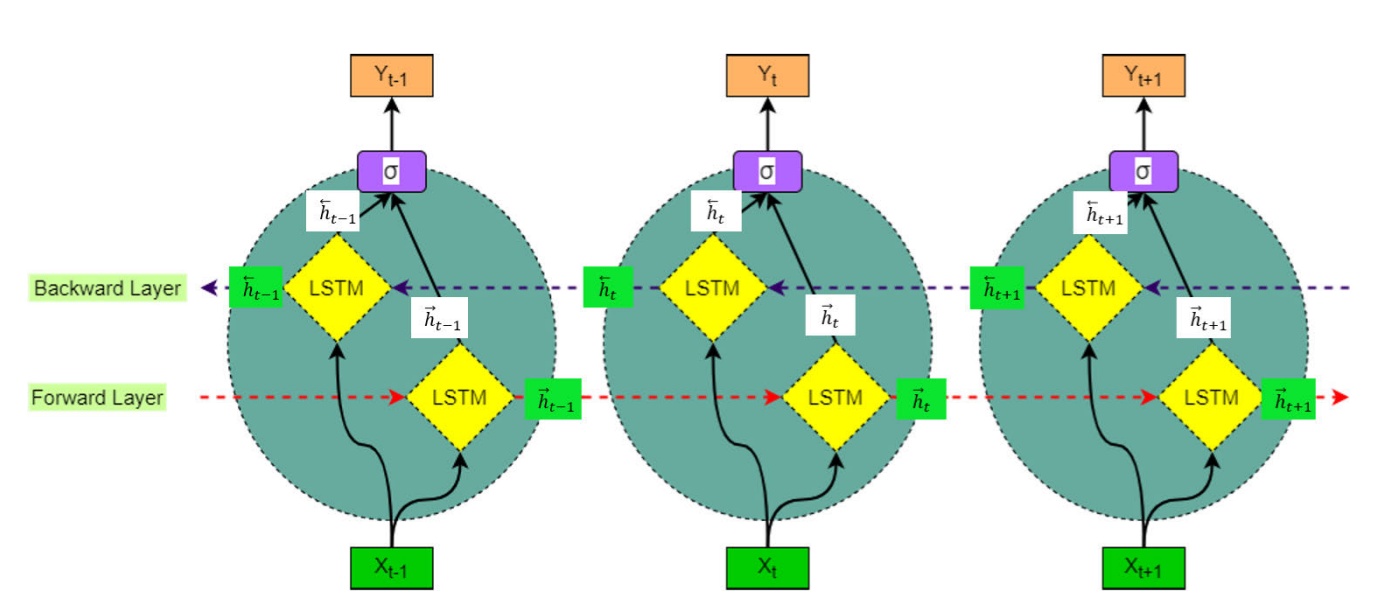 Y_{t-1} Y_t Y_{t+1}
σ σ σ
\overleftarrow{h}_{t-1} \overleftarrow{h}_t \overleftarrow{h}_{t+1}
Backward Layer \overleftarrow{h}_{t-1} LSTM \overleftarrow{h}_t LSTM \overleftarrow{h}_{t+1} LSTM
\vec{h}_{t-1} \vec{h}_t \vec{h}_{t+1}
Forward Layer LSTM \vec{h}_{t-1} LSTM \vec{h}_t LSTM \vec{h}_{t+1}
X_{t-1} X_t X_{t+1}